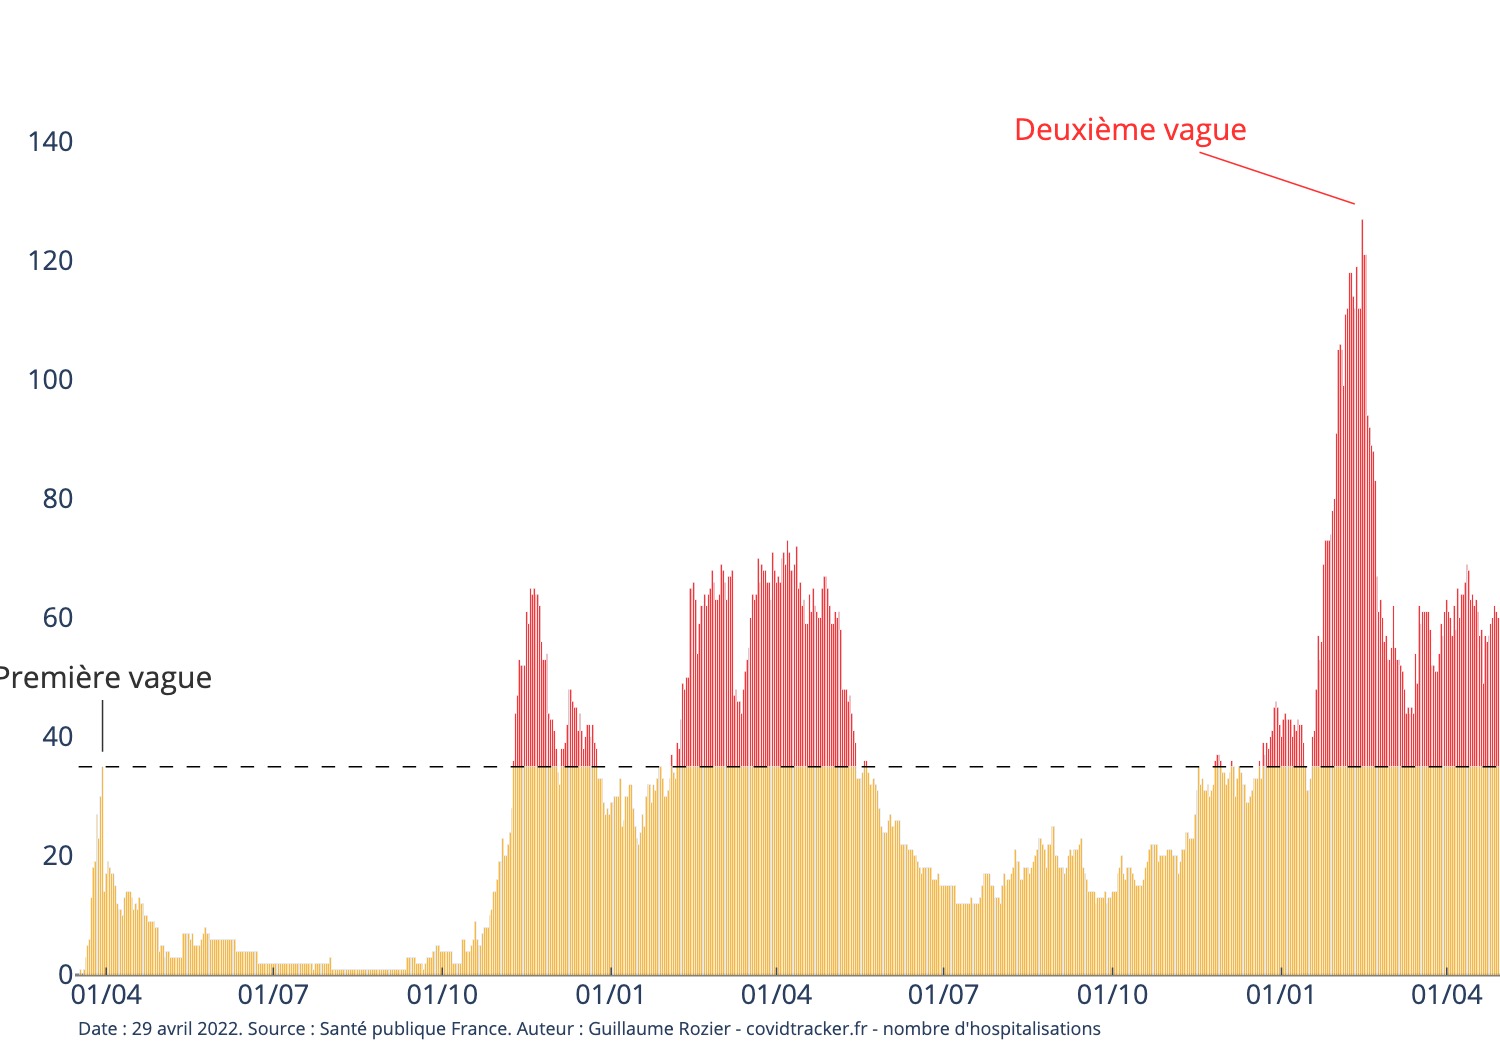 Deuxième vague
140
120
100
80
60
Première vague
40
20
0
01/04 01/07 01/10 01/01 01/04 01/07 01/10 01/01 01/04
Date : 29 avril 2022. Source : Santé publique France. Auteur : Guillaume Rozier - covidtracker.fr - nombre d'hospitalisations